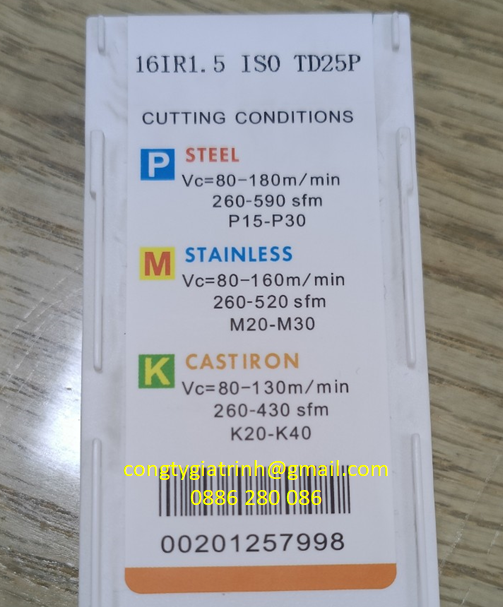 16IR1.5 ISO TD25P
CUTTING CONDITIONS
P STEEL
Vc=80-180m/min
260-590 sfm
P15-P30
M STAINLESS
Vc=80-160m/min
260-520 sfm
M20-M30
K CASTIRON
Vc=80-130m/min
260-430 sfm
K20-K40
congtygiatrinh@gmail.com
0886 280 086
00201257998